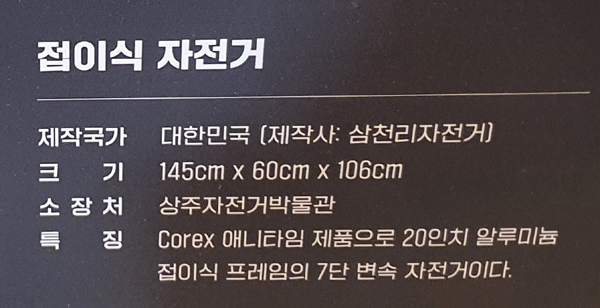 접이식 자전거
제작국가 대한민국 (제작사: 삼천리자전거)
크 기 145cm x 60cm x 106cm
소 장 처 상주자전거박물관
특 징 Corex 애니타임 제품으로 20인치 알루미늄
접이식 프레임의 7단 변속 자전거이다.